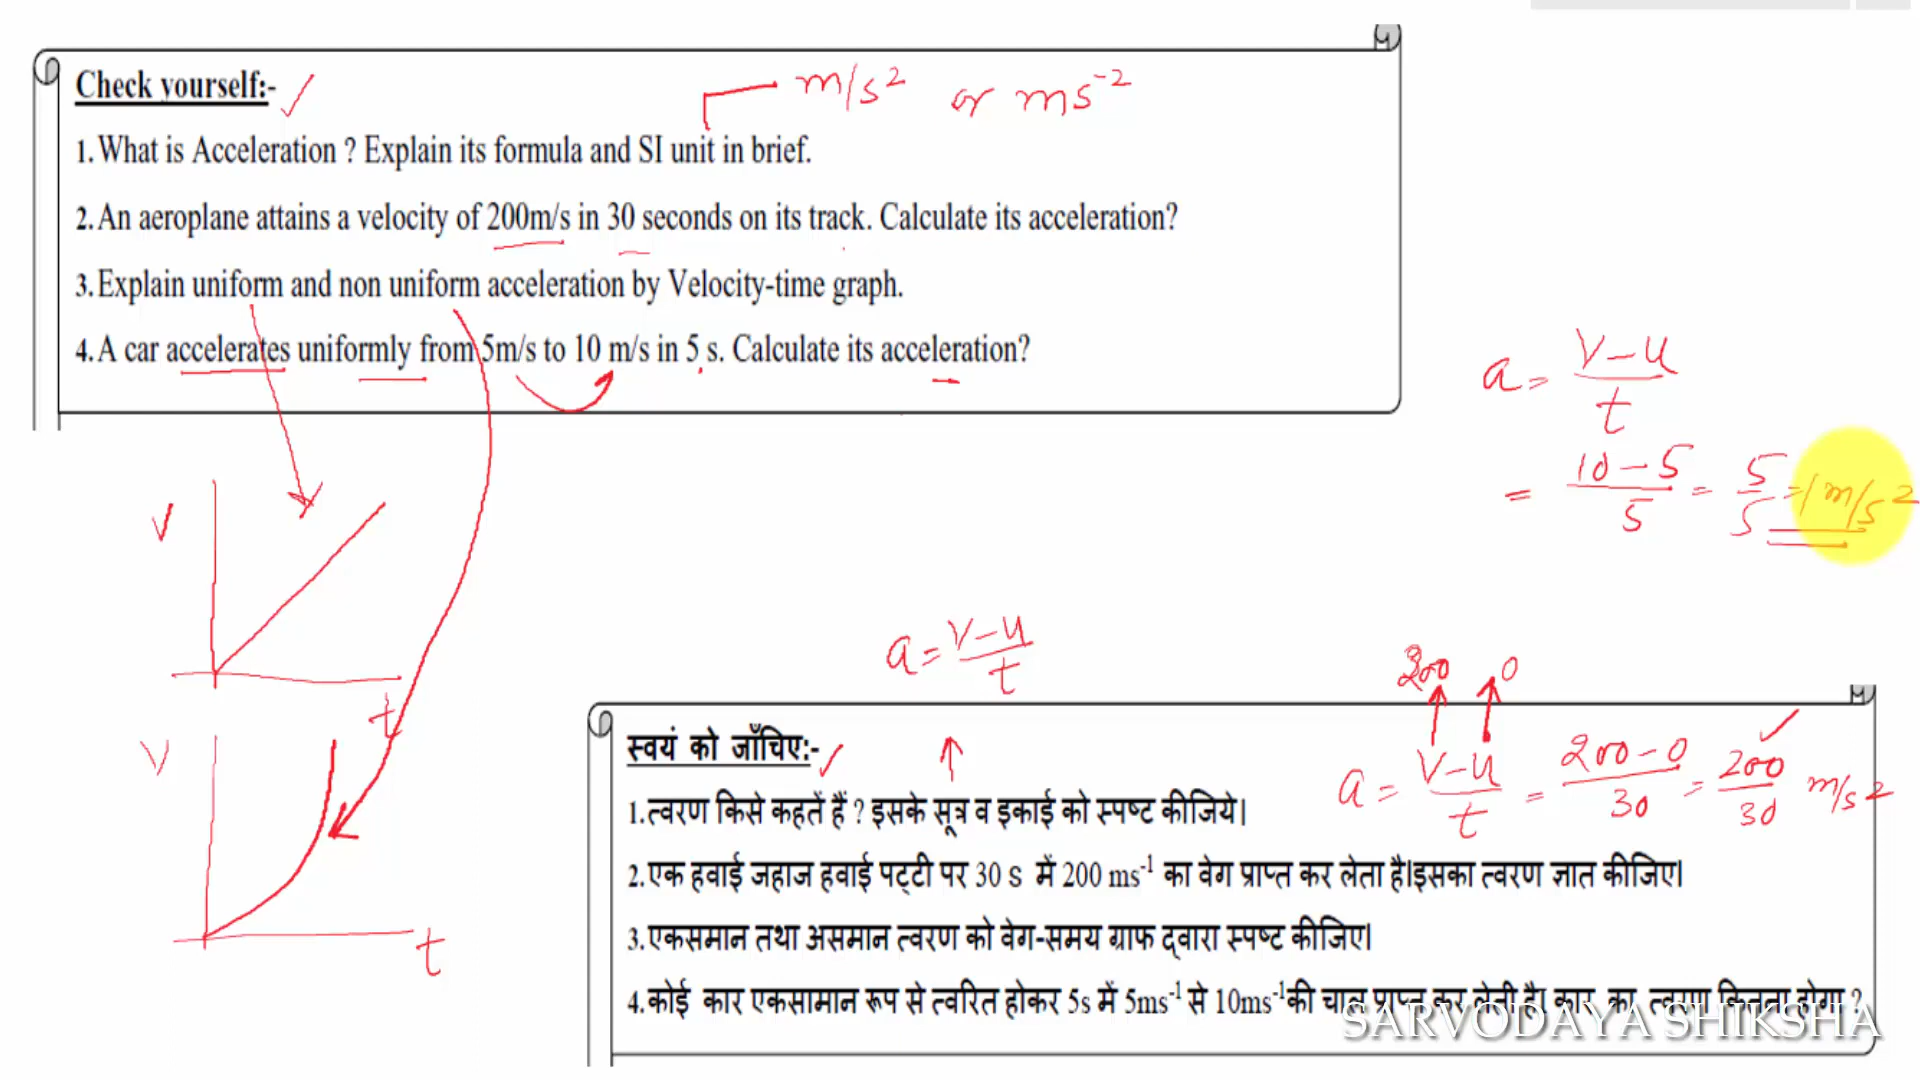 Check yourself:-
m/s² or ms⁻²
1. What is Acceleration ? Explain its formula and SI unit in brief.
2. An aeroplane attains a velocity of 200m/s in 30 seconds on its track. Calculate its acceleration?
3. Explain uniform and non uniform acceleration by Velocity-time graph.
4. A car accelerates uniformly from 5m/s to 10 m/s in 5 s. Calculate its acceleration?
a = v-u/t
= 10-5/5 = 5/5 = 1 m/s²
v
t
v
t
a = v-u/t
200 0
a = v-u/t = 200-0/30 = 200/30 m/s²
स्वयं को जाँचिए:-
1. त्वरण किसे कहतें हैं ? इसके सूत्र व इकाई को स्पष्ट कीजिये।
2. एक हवाई जहाज हवाई पट्टी पर 30 s में 200 ms⁻¹ का वेग प्राप्त कर लेता है।इसका त्वरण ज्ञात कीजिए।
3. एकसमान तथा असमान त्वरण को वेग-समय ग्राफ द्वारा स्पष्ट कीजिए।
4. कोई कार एकसामान रूप से त्वरित होकर 5s में 5ms⁻¹ से 10ms⁻¹की चाल प्राप्त कर लेती है। कार का त्वरण कितना होगा ?
SARVODAYA SHIKSHA